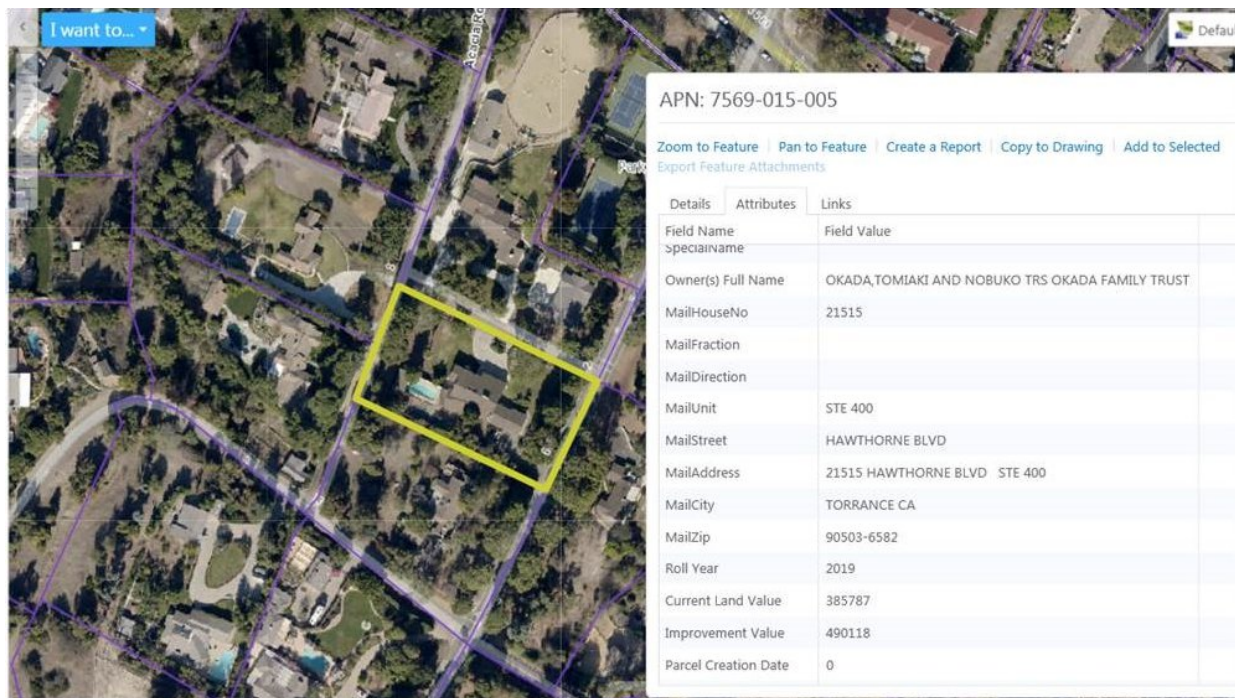 I want to...
Acacia Ro
Defaul
APN: 7569-015-005
Zoom to Feature | Pan to Feature | Create a Report | Copy to Drawing | Add to Selected
Export Feature Attachments
Details Attributes Links
Field Name Field Value
SpecialName
Owner(s) Full Name OKADA,TOMIAKI AND NOBUKO TRS OKADA FAMILY TRUST
MailHouseNo 21515
MailFraction
MailDirection
MailUnit STE 400
MailStreet HAWTHORNE BLVD
MailAddress 21515 HAWTHORNE BLVD STE 400
MailCity TORRANCE CA
MailZip 90503-6582
Roll Year 2019
Current Land Value 385787
Improvement Value 490118
Parcel Creation Date 0